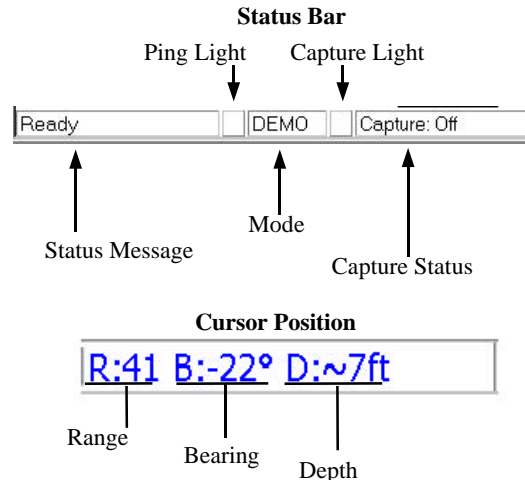 Status Bar
Ping Light Capture Light
Ready DEMO Capture: Off
Mode
Status Message
Capture Status
Cursor Position
R:41 B:-22° D:~7ft
Range
Bearing
Depth